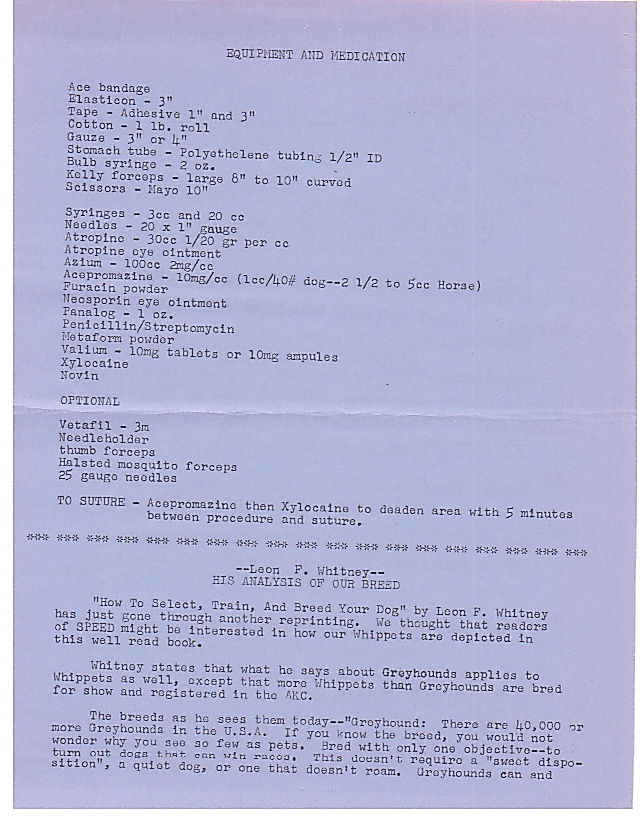 EQUIPMENT AND MEDICATION
Ace bandage
Elasticon - 3"
Tape - Adhesive 1" and 3"
Cotton - 1 lb. roll
Gauze - 3" or 4"
Stomach tube - Polyethelene tubing 1/2" ID
Bulb syringe - 2 oz.
Kelly forceps - large 8" to 10" curved
Scissors - Mayo 10"
Syringes - 3cc and 20 cc
Needles - 20 x 1" gauge
Atropine - 30cc 1/20 gr per cc
Atropine eye ointment
Azium - 100cc 2mg/cc
Acepromazine - 10mg/cc (1cc/40# dog--2 1/2 to 5cc Horse)
Furacin powder
Neosporin eye ointment
Panalog - 1 oz.
Penicillin/Streptomycin
Metaform powder
Valium - 10mg tablets or 10mg ampules
Xylocaine
Novin
OPTIONAL
Vetafil - 3m
Needleholder
thumb forceps
Halsted mosquito forceps
25 gauge needles
TO SUTURE - Acepromazine then Xylocaine to deaden area with 5 minutes
between procedure and suture.
*** *** *** *** *** *** *** *** *** *** *** *** *** *** *** *** *** *** ***
--Leon F. Whitney--
HIS ANALYSIS OF OUR BREED
"How To Select, Train, And Breed Your Dog" by Leon F. Whitney
has just gone through another reprinting. We thought that readers
of SPEED might be interested in how our Whippets are depicted in
this well read book.
Whitney states that what he says about Greyhounds applies to
Whippets as well, except that more Whippets than Greyhounds are bred
for show and registered in the AKC.
The breeds as he sees them today--"Greyhound: There are 40,000 or
more Greyhounds in the U.S.A. If you know the breed, you would not
wonder why you see so few as pets. Bred with only one objective--to
turn out dogs that can win races. This doesn't require a "sweet dispo-
sition", a quiet dog, or one that doesn't roam. Greyhounds can and